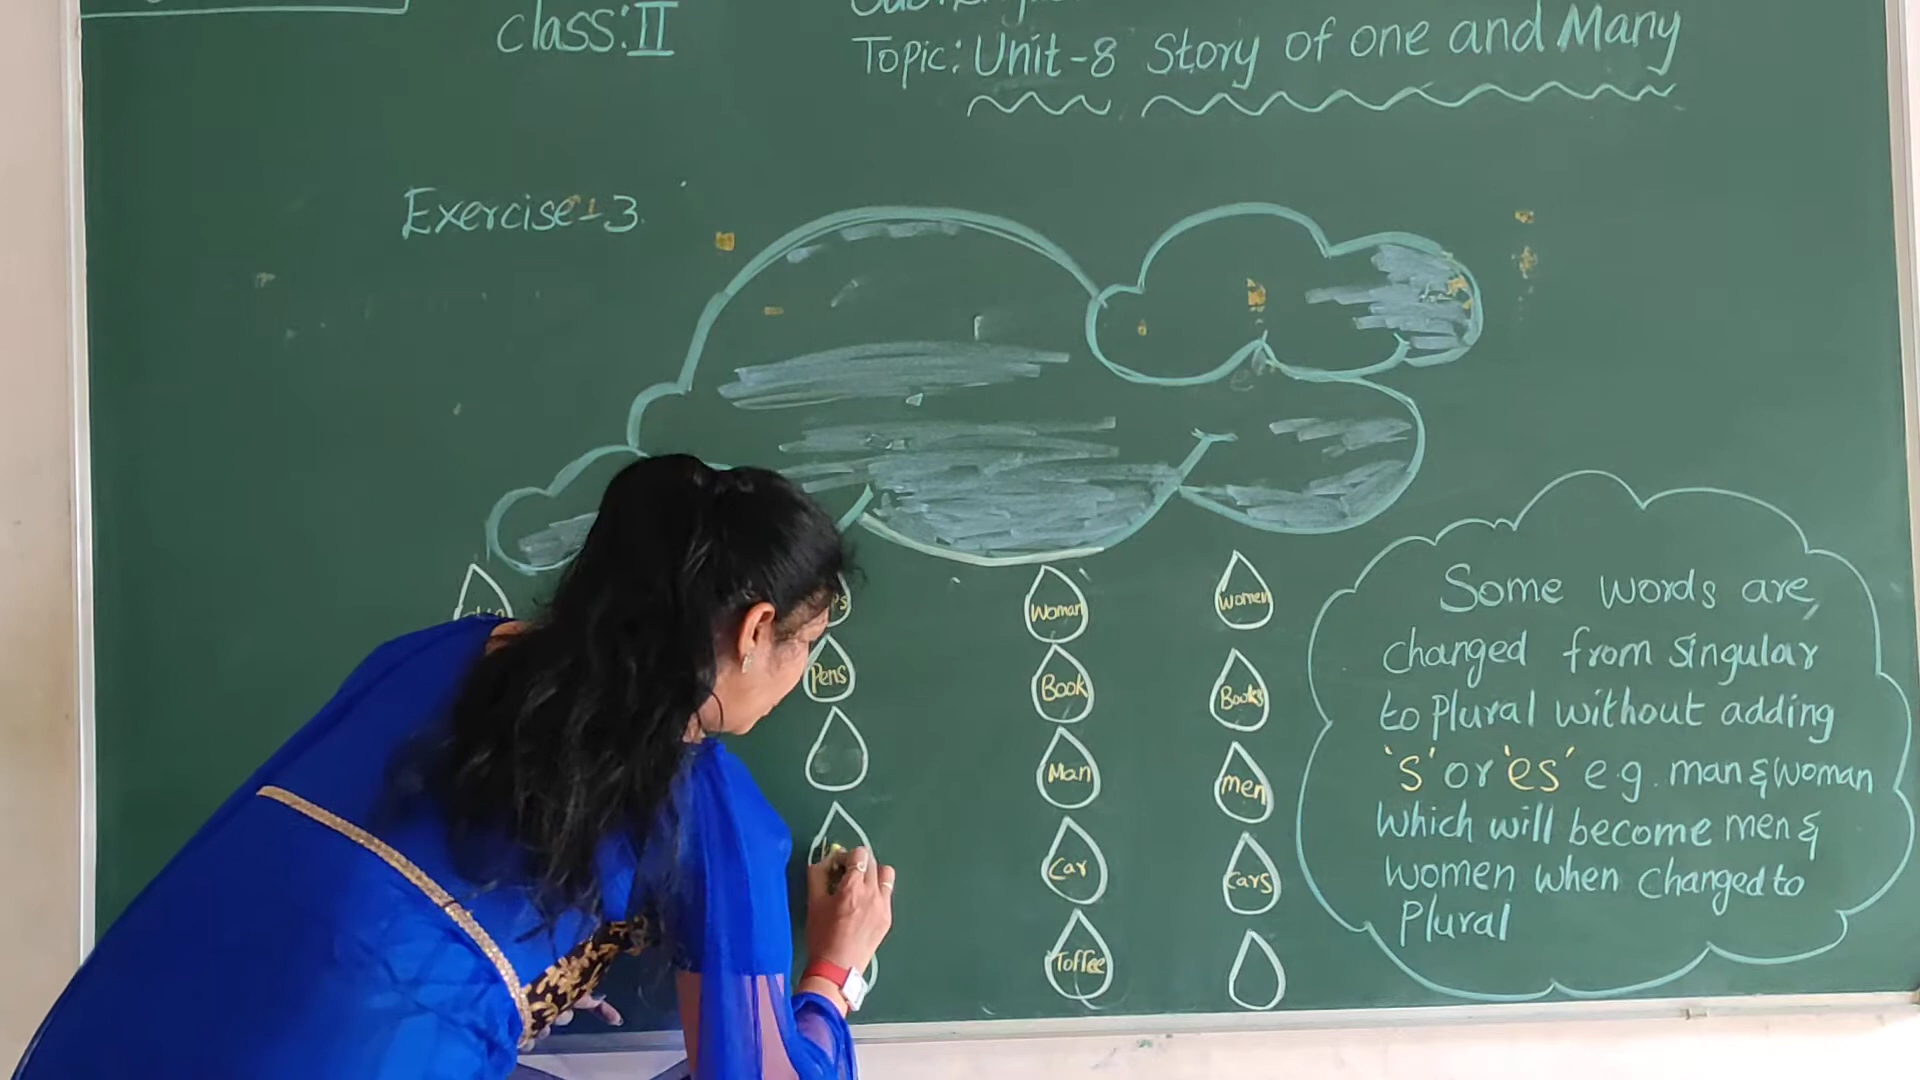 class: II
Topic: Unit-8 Story of one and Many
Exercise-3
Woman
Women
Pens
Book
Books
Man
men
Car
Cars
Toffee
Some words are,
changed from singular
to plural without adding
's' or 'es' e.g. man & woman
which will become men &
women when changed to
Plural